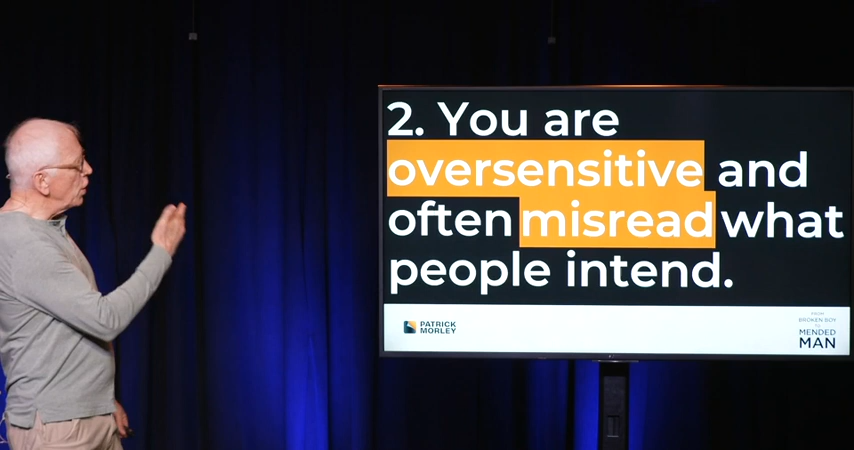 2. You are
oversensitive and
often misread what
people intend.
PATRICK
MORLEY
FROM
BROKEN BOY
TO
MENDED
MAN